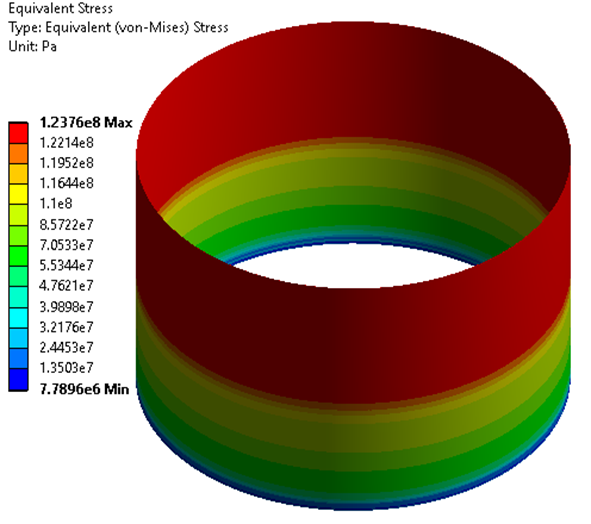 Equivalent Stress
Type: Equivalent (von-Mises) Stress
Unit: Pa
1.2376e8 Max
1.2214e8
1.1952e8
1.1644e8
1.1e8
8.5722e7
7.0533e7
5.5344e7
4.7621e7
3.9898e7
3.2176e7
2.4453e7
1.3503e7
7.7896e6 Min